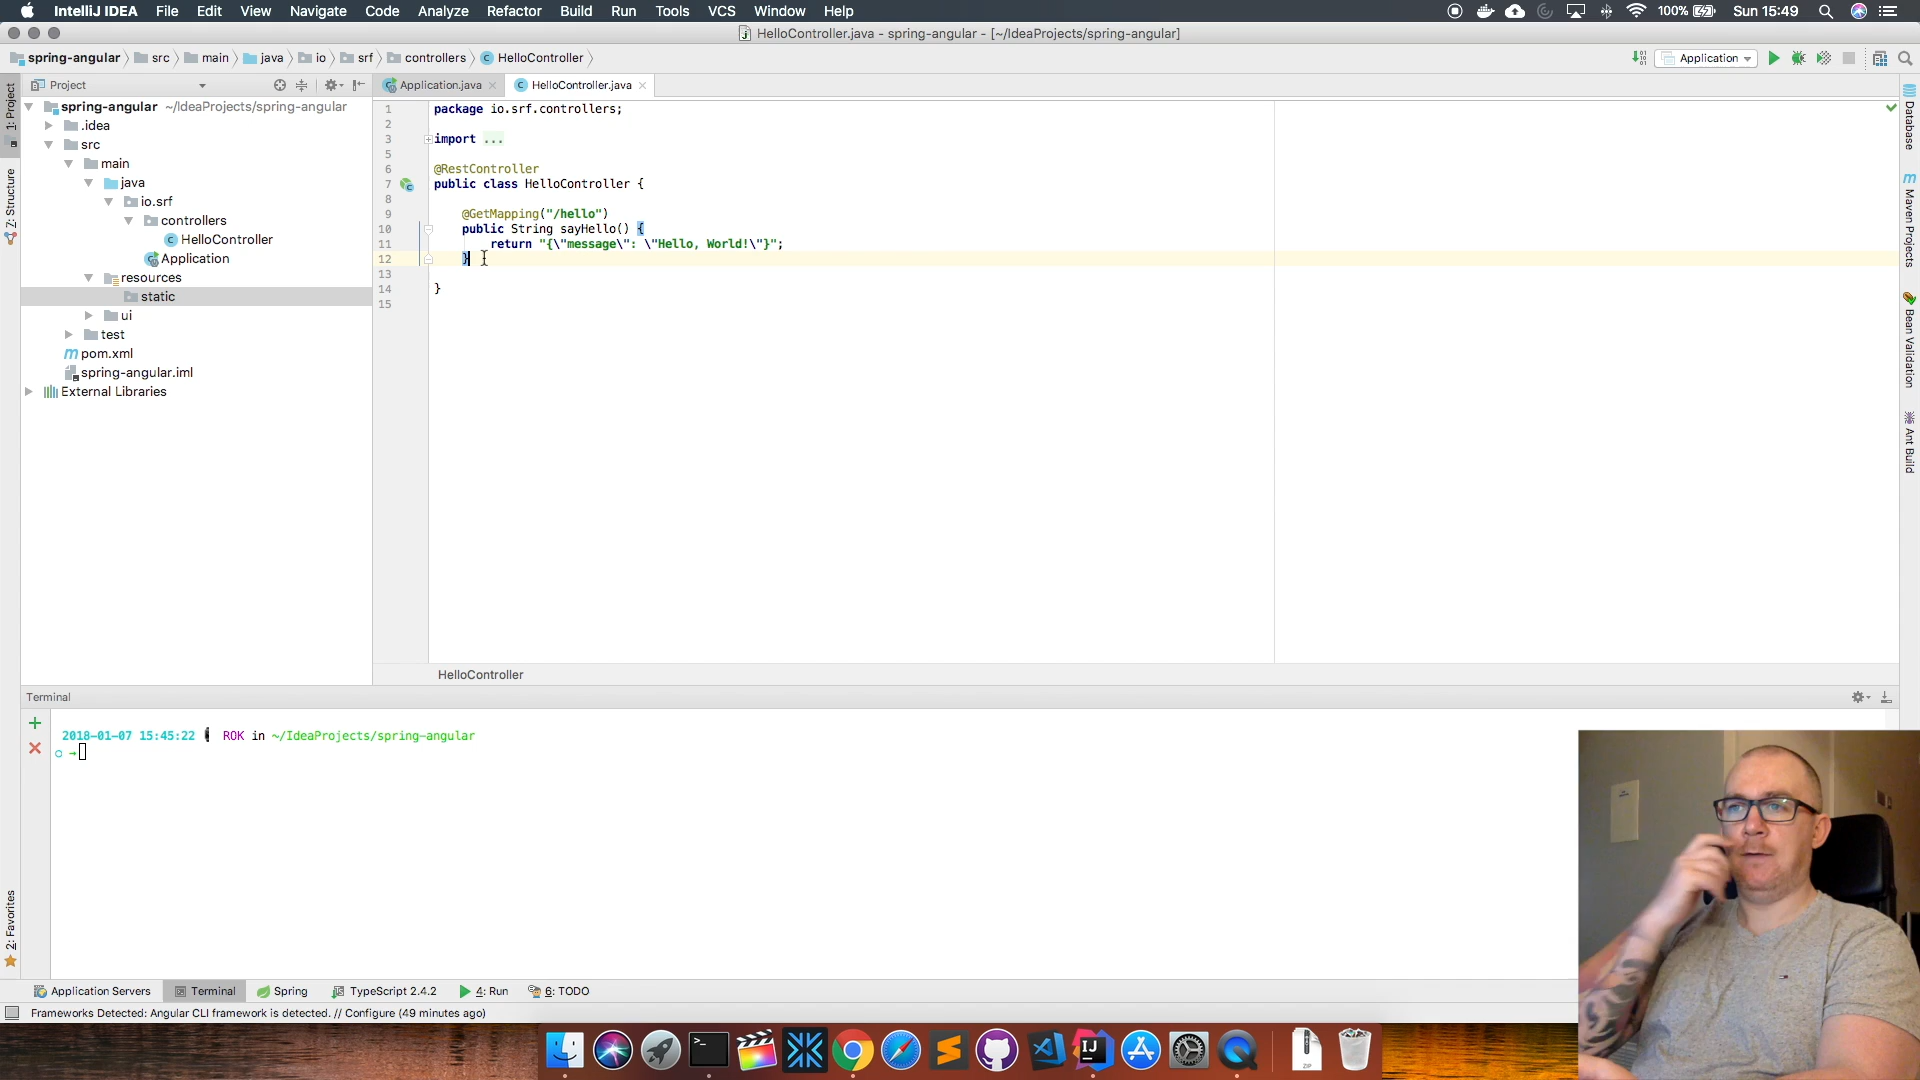 IntelliJ IDEA File Edit View Navigate Code Analyze Refactor Build Run Tools VCS Window Help 100% Sun 15:49
HelloController.java - spring-angular - [~/IdeaProjects/spring-angular]
spring-angular src main java io srf controllers HelloController Application
Project Application.java HelloController.java
1: Project
Z: Structure
2: Favorites
spring-angular ~/IdeaProjects/spring-angular
.idea
src
main
java
io.srf
controllers
HelloController
Application
resources
static
ui
test
pom.xml
spring-angular.iml
External Libraries
1 package io.srf.controllers;
2
3 import ...
5
6 @RestController
7 public class HelloController {
8
9 @GetMapping("/hello")
10 public String sayHello() {
11 return "{\"message\": \"Hello, World!\"}";
12 }
13
14 }
15
HelloController
Database
Maven Projects
Bean Validation
Ant Build
Terminal
2018-01-07 15:45:22 ROK in ~/IdeaProjects/spring-angular
○ →
Application Servers Terminal Spring TypeScript 2.4.2 4: Run 6: TODO
Frameworks Detected: Angular CLI framework is detected. // Configure (49 minutes ago)
IJ
ZIP